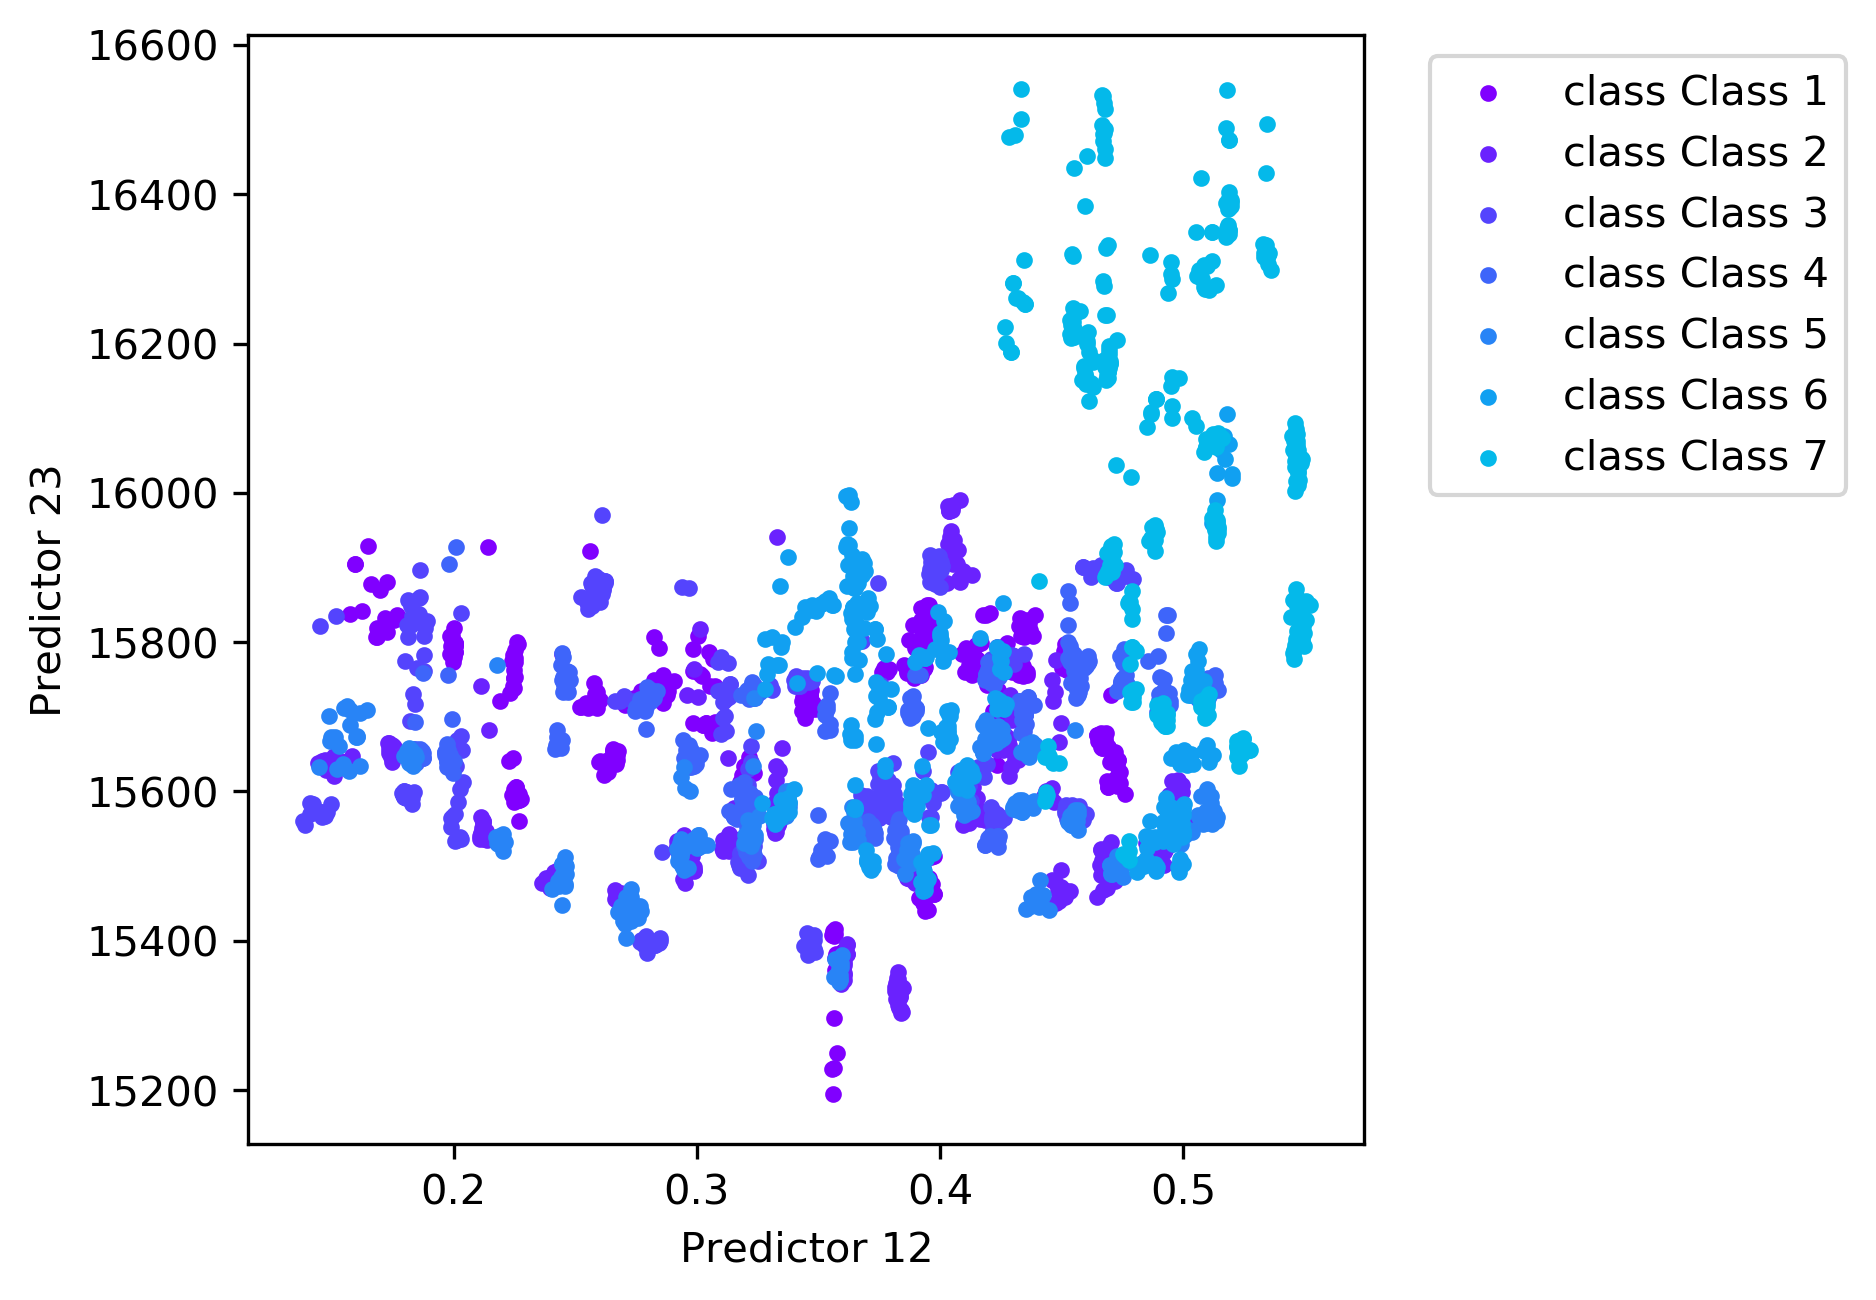 16600
16400
16200
16000
15800
15600
15400
15200
Predictor 23
0.2 0.3 0.4 0.5
Predictor 12
class Class 1
class Class 2
class Class 3
class Class 4
class Class 5
class Class 6
class Class 7